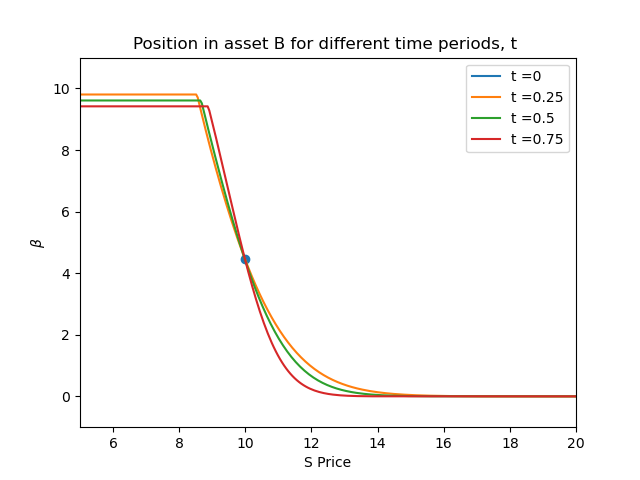 Position in asset B for different time periods, t
t =0
t =0.25
t =0.5
t =0.75
10
8
6
4
2
0
β
6 8 10 12 14 16 18 20
S Price